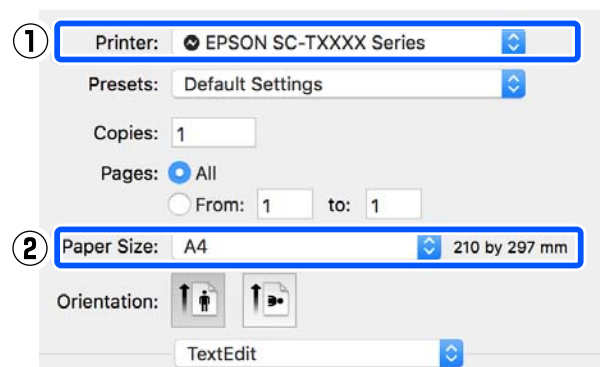 ① Printer: EPSON SC-TXXXX Series
Presets: Default Settings
Copies: 1
Pages: All
From: 1 to: 1
② Paper Size: A4 210 by 297 mm
Orientation:
TextEdit